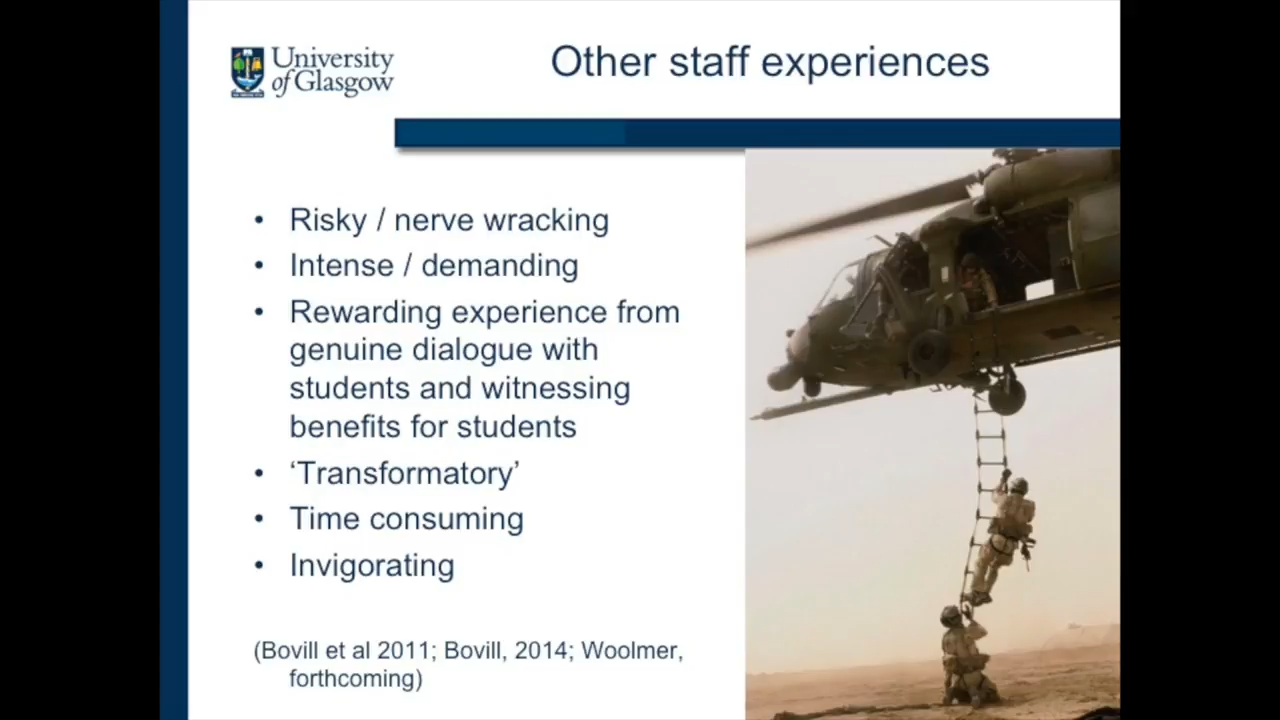 University
of Glasgow
Other staff experiences
• Risky / nerve wracking
• Intense / demanding
• Rewarding experience from
genuine dialogue with
students and witnessing
benefits for students
• ‘Transformatory’
• Time consuming
• Invigorating
(Bovill et al 2011; Bovill, 2014; Woolmer,
forthcoming)